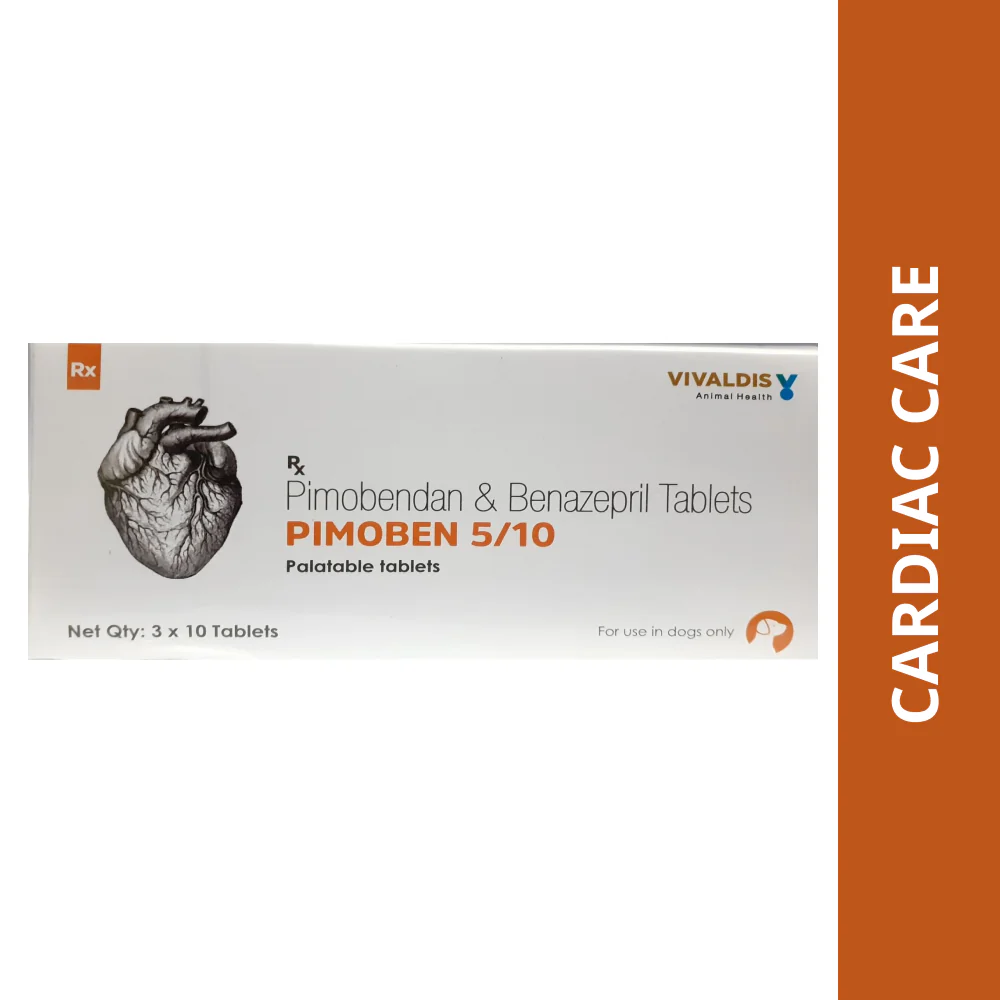 Rx
VIVALDIS
Animal Health
Rx
Pimobendan & Benazepril Tablets
PIMOBEN 5/10
Palatable tablets
Net Qty: 3 x 10 Tablets
For use in dogs only
CARDIAC CARE